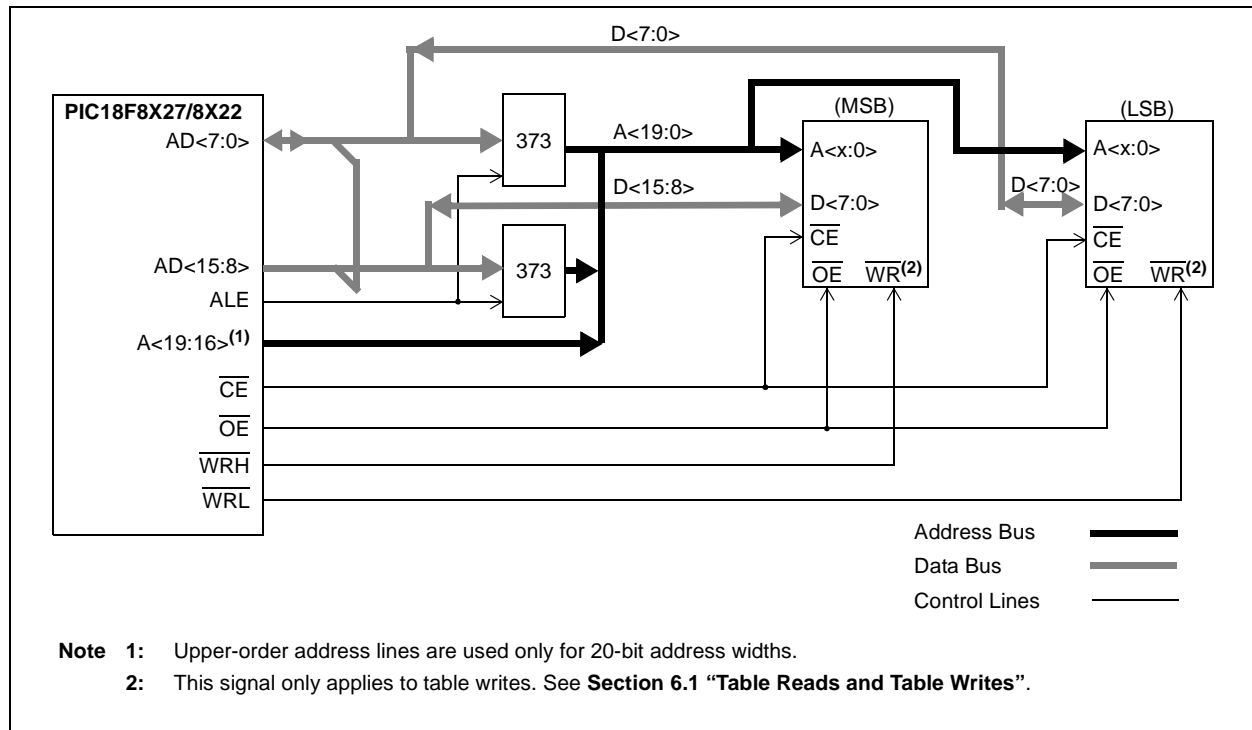 D<7:0>
PIC18F8X27/8X22
AD<7:0>
AD<15:8>
ALE
A<19:16>(1)
CE
OE
WRH
WRL
373
373
A<19:0>
D<15:8>
(MSB)
A<x:0>
D<7:0>
CE
OE WR(2)
(LSB)
D<7:0>
A<x:0>
D<7:0>
CE
OE WR(2)
Address Bus
Data Bus
Control Lines
Note 1: Upper-order address lines are used only for 20-bit address widths.
2: This signal only applies to table writes. See Section 6.1 “Table Reads and Table Writes”.